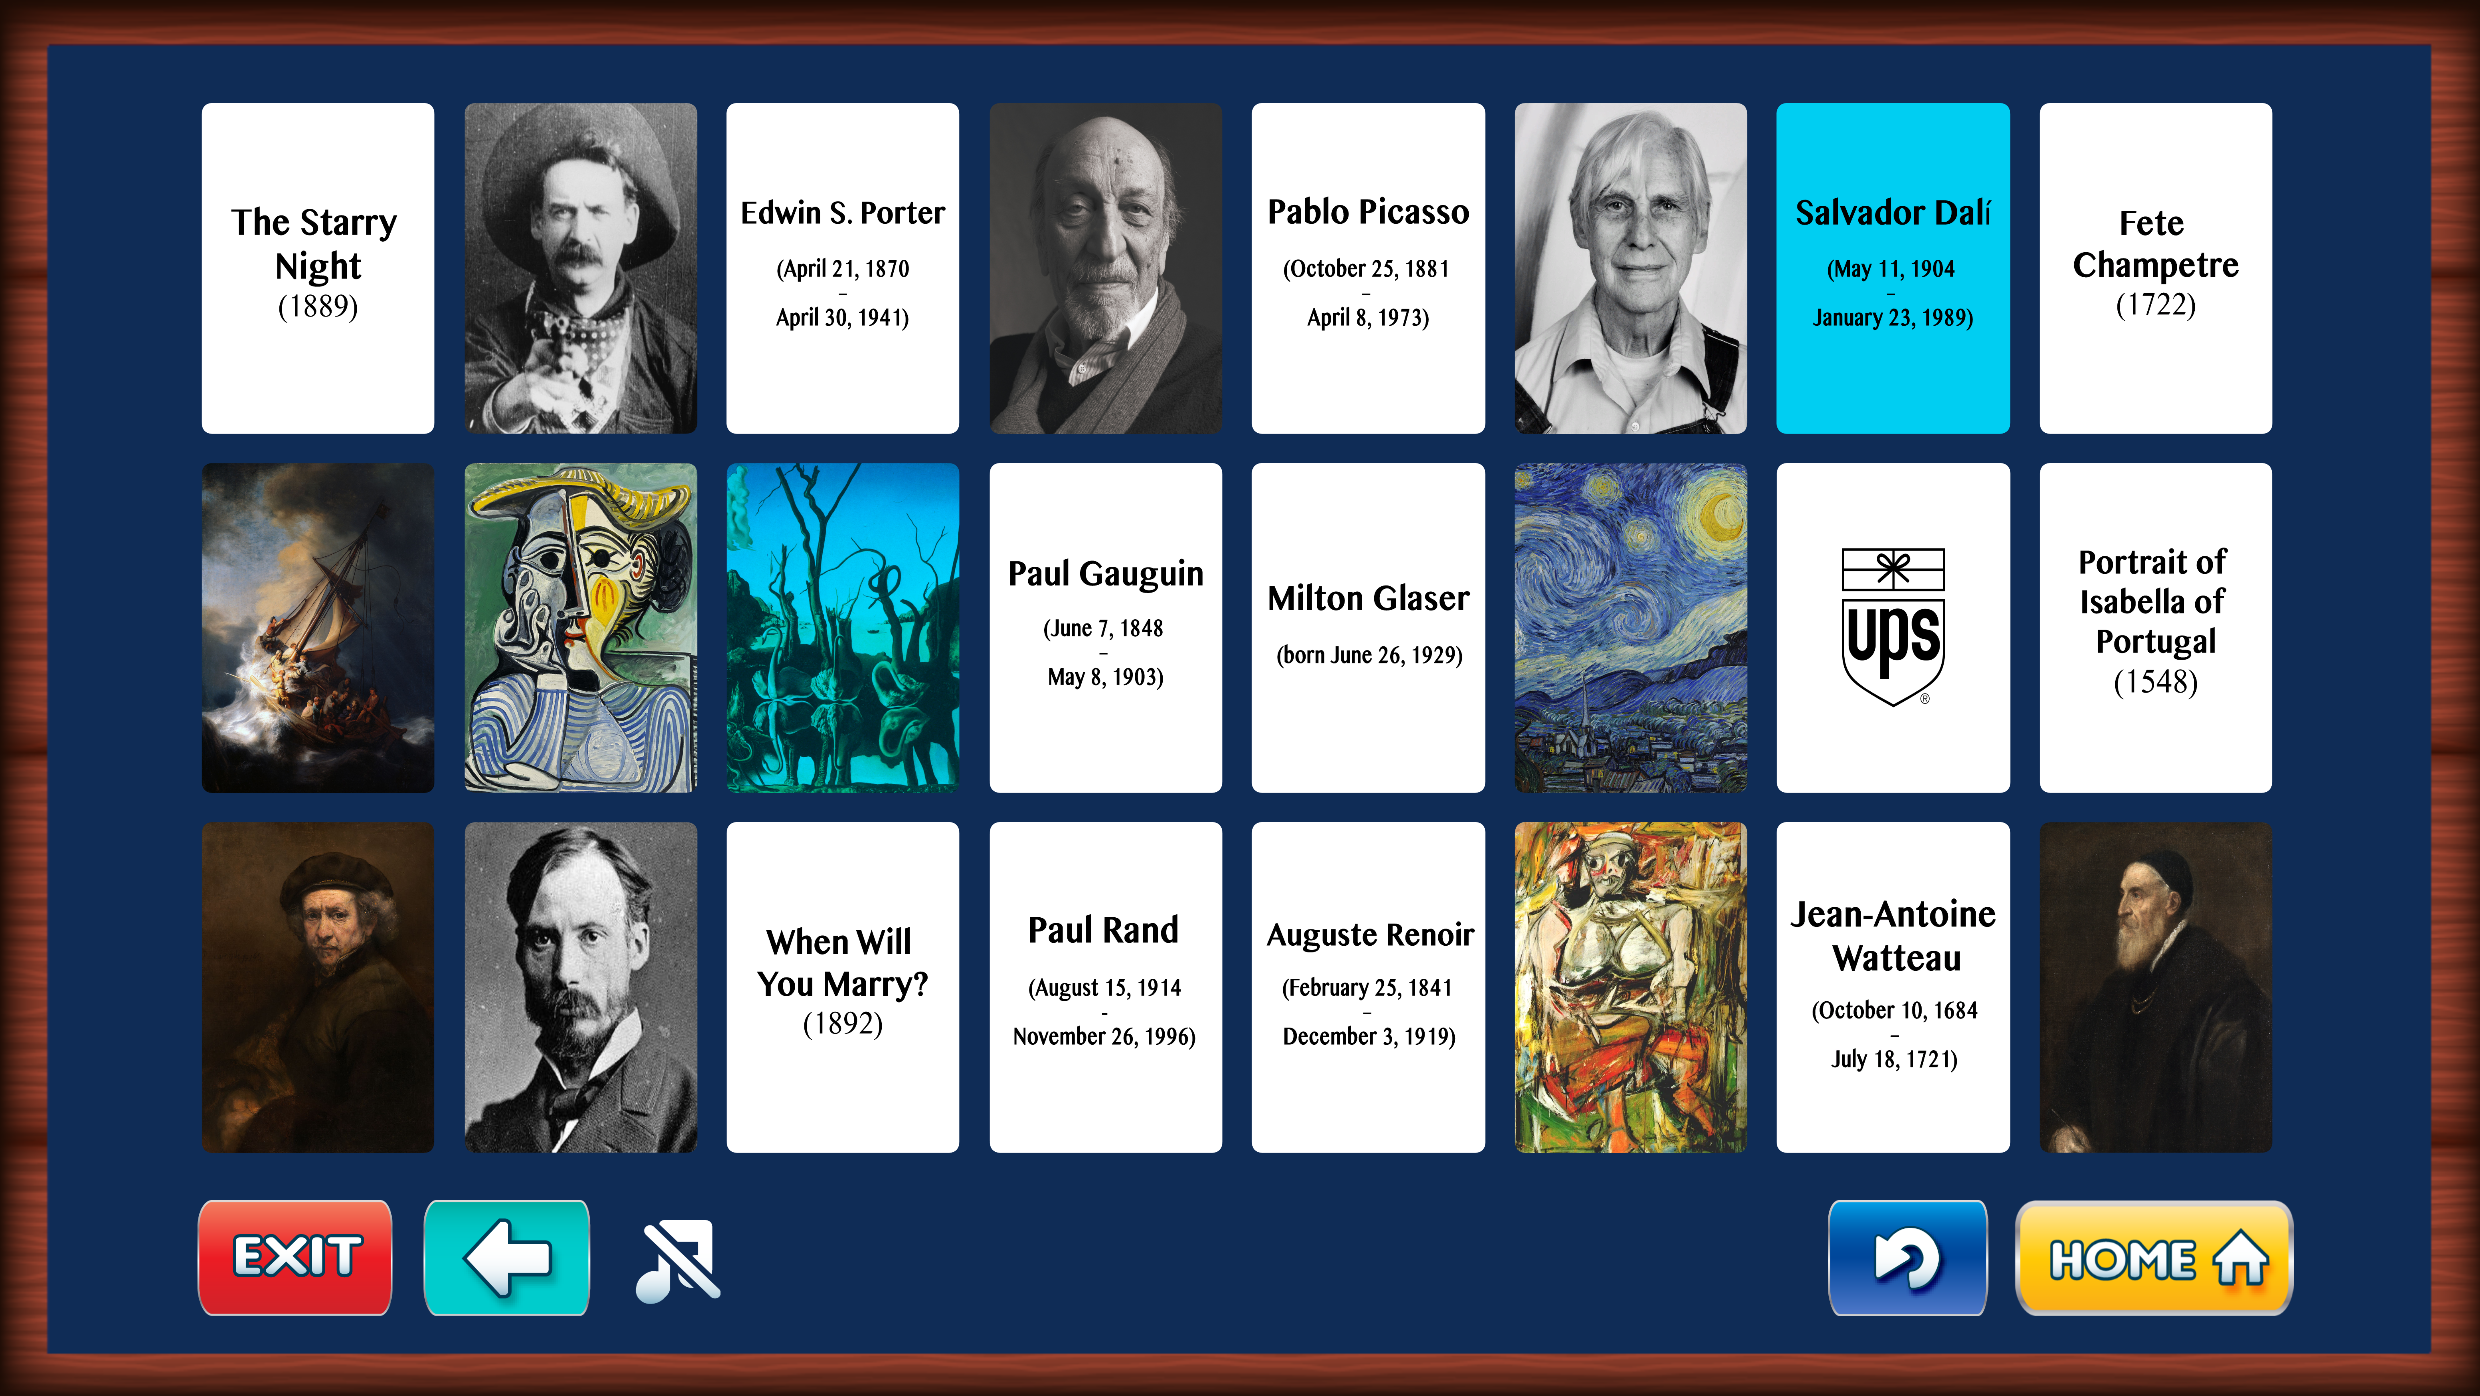 The Starry
Night
(1889)
Edwin S. Porter
(April 21, 1870
–
April 30, 1941)
Pablo Picasso
(October 25, 1881
–
April 8, 1973)
Salvador Dalí
(May 11, 1904
–
January 23, 1989)
Fete
Champetre
(1722)
Paul Gauguin
(June 7, 1848
–
May 8, 1903)
Milton Glaser
(born June 26, 1929)
ups
®
Portrait of
Isabella of
Portugal
(1548)
When Will
You Marry?
(1892)
Paul Rand
(August 15, 1914
-
November 26, 1996)
Auguste Renoir
(February 25, 1841
–
December 3, 1919)
Jean-Antoine
Watteau
(October 10, 1684
–
July 18, 1721)
EXIT
HOME